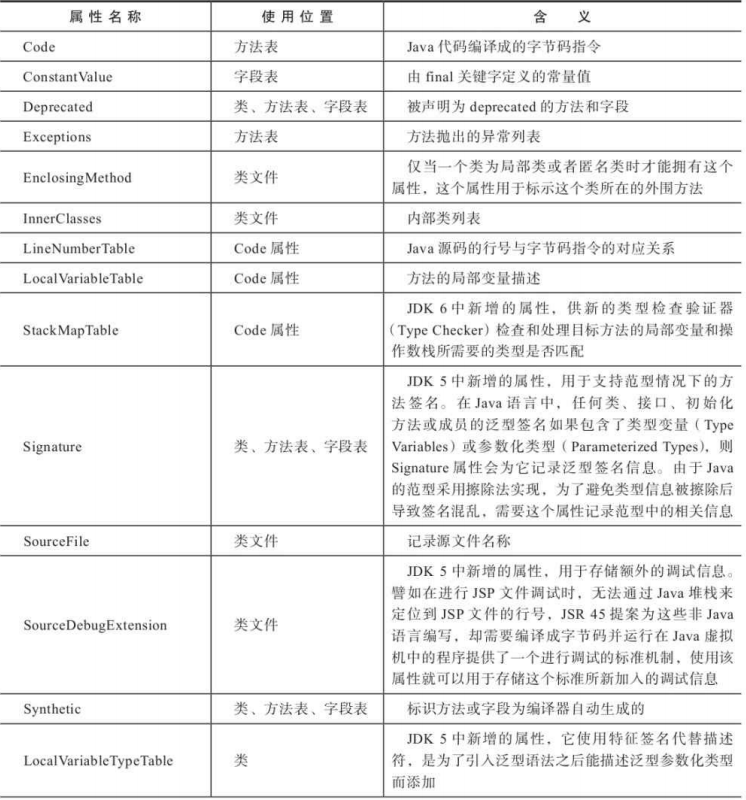 属性名称 使用位置 含 义
Code 方法表 Java 代码编译成的字节码指令
ConstantValue 字段表 由 final 关键字定义的常量值
Deprecated 类、方法表、字段表 被声明为 deprecated 的方法和字段
Exceptions 方法表 方法抛出的异常列表
EnclosingMethod 类文件 仅当一个类为局部类或者匿名类时才能拥有这个
属性，这个属性用于标示这个类所在的外围方法
InnerClasses 类文件 内部类列表
LineNumberTable Code 属性 Java 源码的行号与字节码指令的对应关系
LocalVariableTable Code 属性 方法的局部变量描述
StackMapTable Code 属性 JDK 6 中新增的属性，供新的类型检查验证器
（Type Checker）检查和处理目标方法的局部变量和操
作数栈所需要的类型是否匹配
Signature 类、方法表、字段表 JDK 5 中新增的属性，用于支持范型情况下的方
法签名。在 Java 语言中，任何类、接口、初始化
方法或成员的泛型签名如果包含了类型变量（Type
Variables）或参数化类型（Parameterized Types），则
Signature 属性会为它记录泛型签名信息。由于 Java
的范型采用擦除法实现，为了避免类型信息被擦除后
导致签名混乱，需要这个属性记录范型中的相关信息
SourceFile 类文件 记录源文件名称
SourceDebugExtension 类文件 JDK 5 中新增的属性，用于存储额外的调试信息。
譬如在进行 JSP 文件调试时，无法通过 Java 堆栈来
定位到 JSP 文件的行号，JSR 45 提案为这些非 Java
语言编写，却需要编译成字节码并运行在 Java 虚拟
机中的程序提供了一个进行调试的标准机制，使用该
属性就可以用于存储这个标准所新加入的调试信息
Synthetic 类、方法表、字段表 标识方法或字段为编译器自动生成的
LocalVariableTypeTable 类 JDK 5 中新增的属性，它使用特征签名代替描述
符，是为了引入泛型语法之后能描述泛型参数化类型
而添加